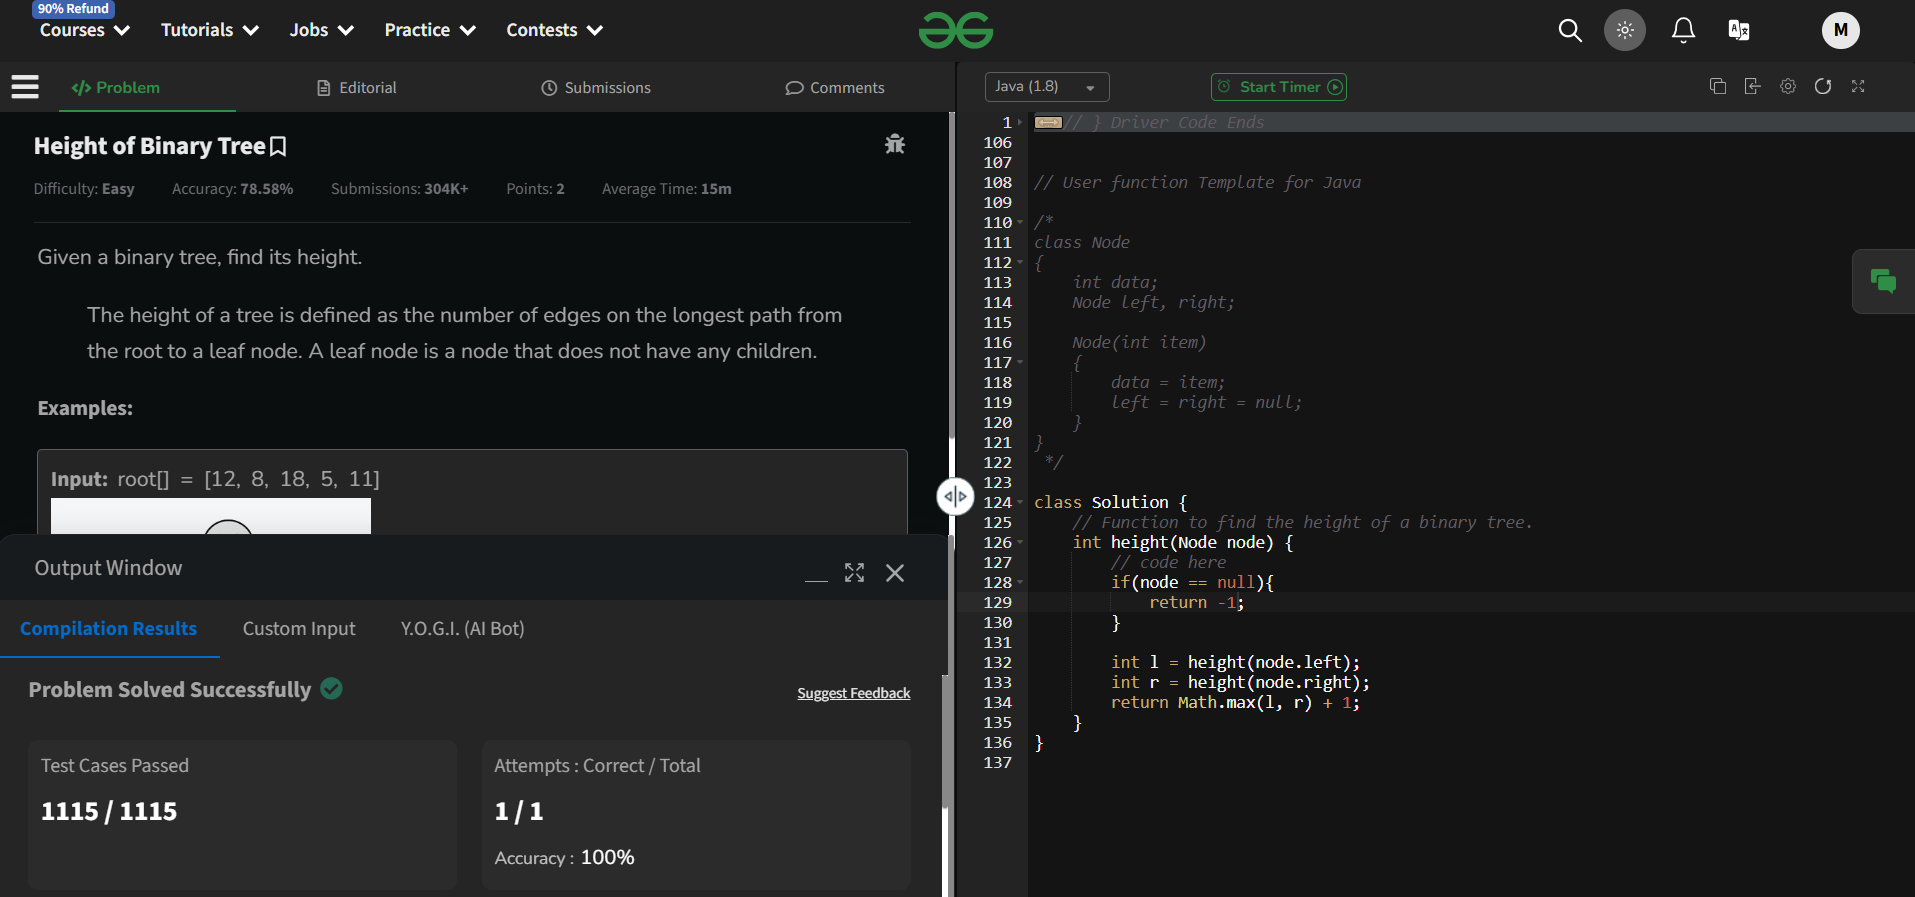 90% Refund
Courses Tutorials Jobs Practice Contests
M
Problem Editorial Submissions Comments
Height of Binary Tree
Difficulty: Easy Accuracy: 78.58% Submissions: 304K+ Points: 2 Average Time: 15m
Given a binary tree, find its height.
The height of a tree is defined as the number of edges on the longest path from
the root to a leaf node. A leaf node is a node that does not have any children.
Examples:
Input: root[] = [12, 8, 18, 5, 11]
Output Window
Compilation Results Custom Input Y.O.G.I. (AI Bot)
Problem Solved Successfully
Suggest Feedback
Test Cases Passed
1115 / 1115
Attempts : Correct / Total
1 / 1
Accuracy : 100%
Java (1.8) Start Timer
1 // } Driver Code Ends
106
107
108 // User function Template for Java
109
110 /*
111 class Node
112 {
113     int data;
114     Node left, right;
115
116     Node(int item)
117     {
118         data = item;
119         left = right = null;
120     }
121 }
122  */
123
124 class Solution {
125     // Function to find the height of a binary tree.
126     int height(Node node) {
127         // code here
128         if(node == null){
129             return -1;
130         }
131
132         int l = height(node.left);
133         int r = height(node.right);
134         return Math.max(l, r) + 1;
135     }
136 }
137